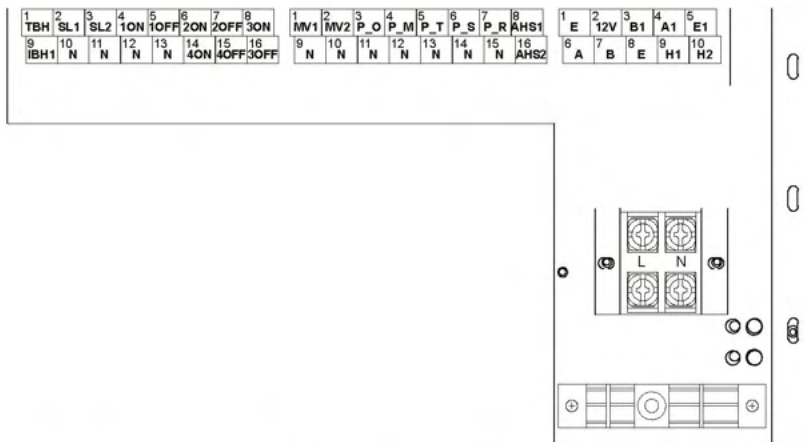 1 2 3 4 5 6 7 8 1 2 3 4 5 6 7 8 1 2 3 4 5
TBH SL1 SL2 1ON 1OFF 2ON 2OFF 3ON MV1 MV2 P_O P_M P_T P_S P_R AHS1 E 12V B1 A1 E1
9 10 11 12 13 14 15 16 9 10 11 12 13 14 15 16 6 7 8 9 10
IBH1 N N N N 4ON 4OFF 3OFF N N N N N N N AHS2 A B E H1 H2
L N